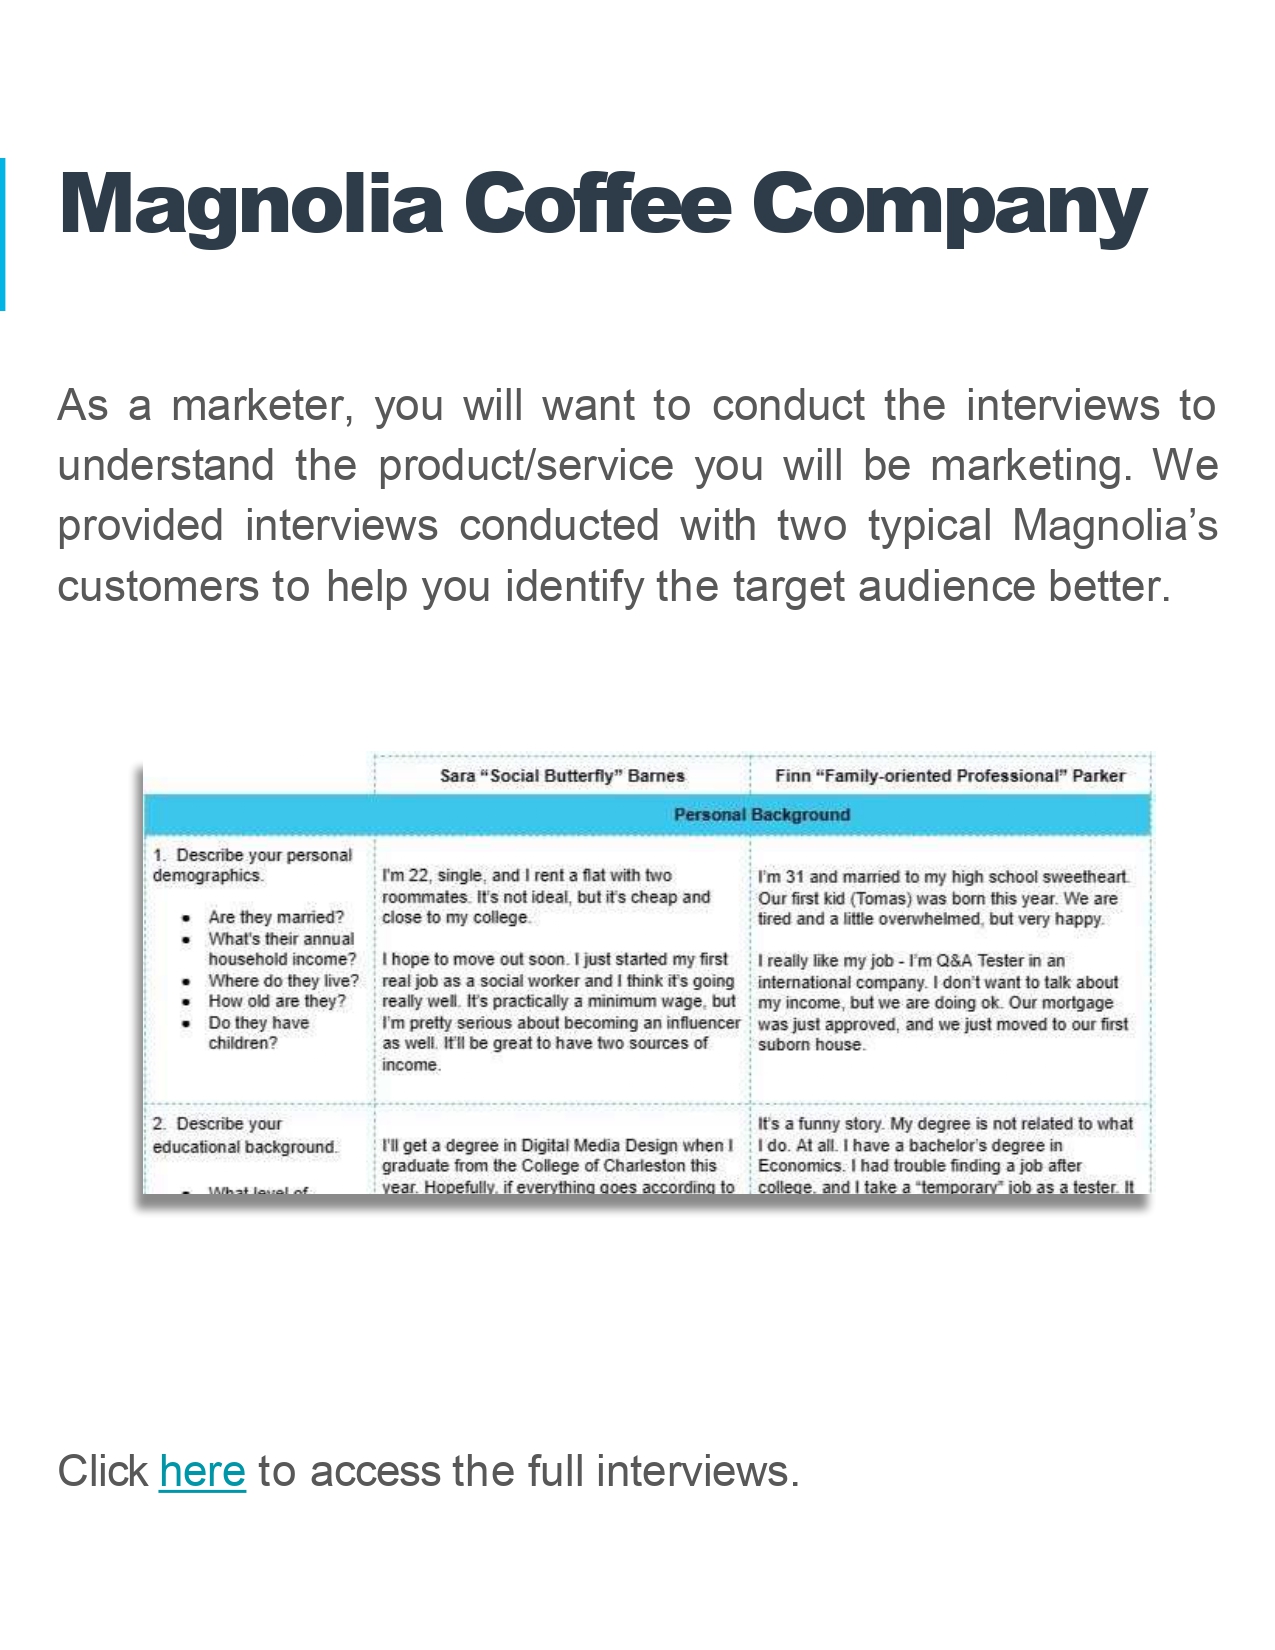 Magnolia Coffee Company
As a marketer, you will want to conduct the interviews to
understand the product/service you will be marketing. We
provided interviews conducted with two typical Magnolia’s
customers to help you identify the target audience better.
Sara “Social Butterfly” Barnes
Finn “Family-oriented Professional” Parker
Personal Background
1. Describe your personal
demographics.
• Are they married?
• What's their annual
household income?
• Where do they live?
• How old are they?
• Do they have
children?
I'm 22, single, and I rent a flat with two
roommates. It's not ideal, but it's cheap and
close to my college.
I hope to move out soon. I just started my first
real job as a social worker and I think it's going
really well. It's practically a minimum wage, but
I'm pretty serious about becoming an influencer
as well. It'll be great to have two sources of
income.
I'm 31 and married to my high school sweetheart.
Our first kid (Tomas) was born this year. We are
tired and a little overwhelmed, but very happy.
I really like my job - I'm Q&A Tester in an
international company. I don't want to talk about
my income, but we are doing ok. Our mortgage
was just approved, and we just moved to our first
suborn house.
2. Describe your
educational background.
• What level of
I'll get a degree in Digital Media Design when I
graduate from the College of Charleston this
year. Hopefully, if everything goes according to
It's a funny story. My degree is not related to what
I do. At all. I have a bachelor's degree in
Economics. I had trouble finding a job after
college, and I take a “temporary” job as a tester. It
Click here to access the full interviews.